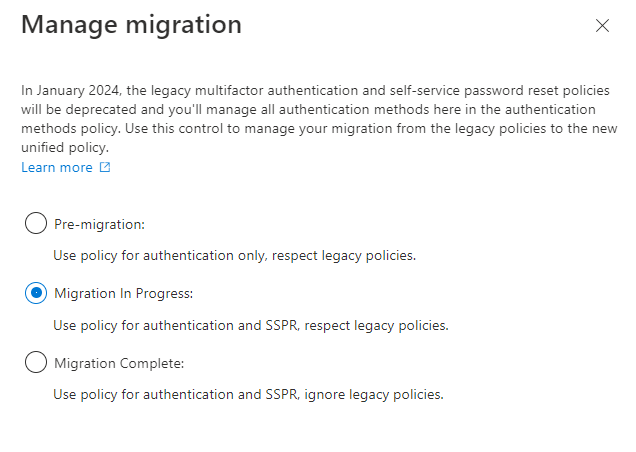 Manage migration
In January 2024, the legacy multifactor authentication and self-service password reset policies
will be deprecated and you'll manage all authentication methods here in the authentication
methods policy. Use this control to manage your migration from the legacy policies to the new
unified policy.
Learn more
Pre-migration:
Use policy for authentication only, respect legacy policies.
Migration In Progress:
Use policy for authentication and SSPR, respect legacy policies.
Migration Complete:
Use policy for authentication and SSPR, ignore legacy policies.